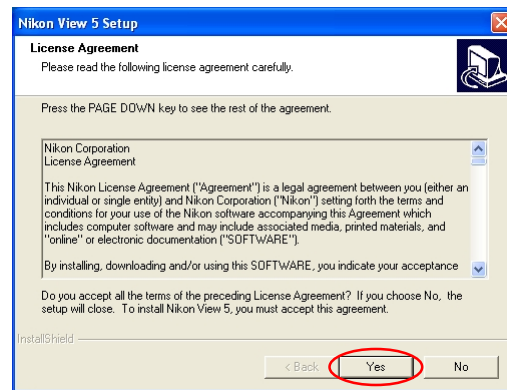 Nikon View 5 Setup
License Agreement
Please read the following license agreement carefully.
Press the PAGE DOWN key to see the rest of the agreement.
Nikon Corporation
License Agreement
This Nikon License Agreement ("Agreement") is a legal agreement between you (either an
individual or single entity) and Nikon Corporation ("Nikon") setting forth the terms and
conditions for your use of the Nikon software accompanying this Agreement which
includes computer software and may include associated media, printed materials, and
"online" or electronic documentation ("SOFTWARE").
By installing, downloading and/or using this SOFTWARE, you indicate your acceptance
Do you accept all the terms of the preceding License Agreement? If you choose No, the
setup will close. To install Nikon View 5, you must accept this agreement.
InstallShield
< Back
Yes
No